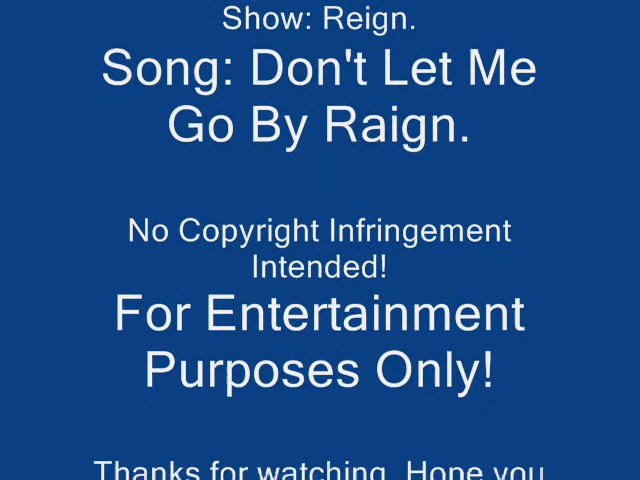 Show: Reign.
Song: Don't Let Me
Go By Raign.
No Copyright Infringement
Intended!
For Entertainment
Purposes Only!
Thanks for watching. Hope you